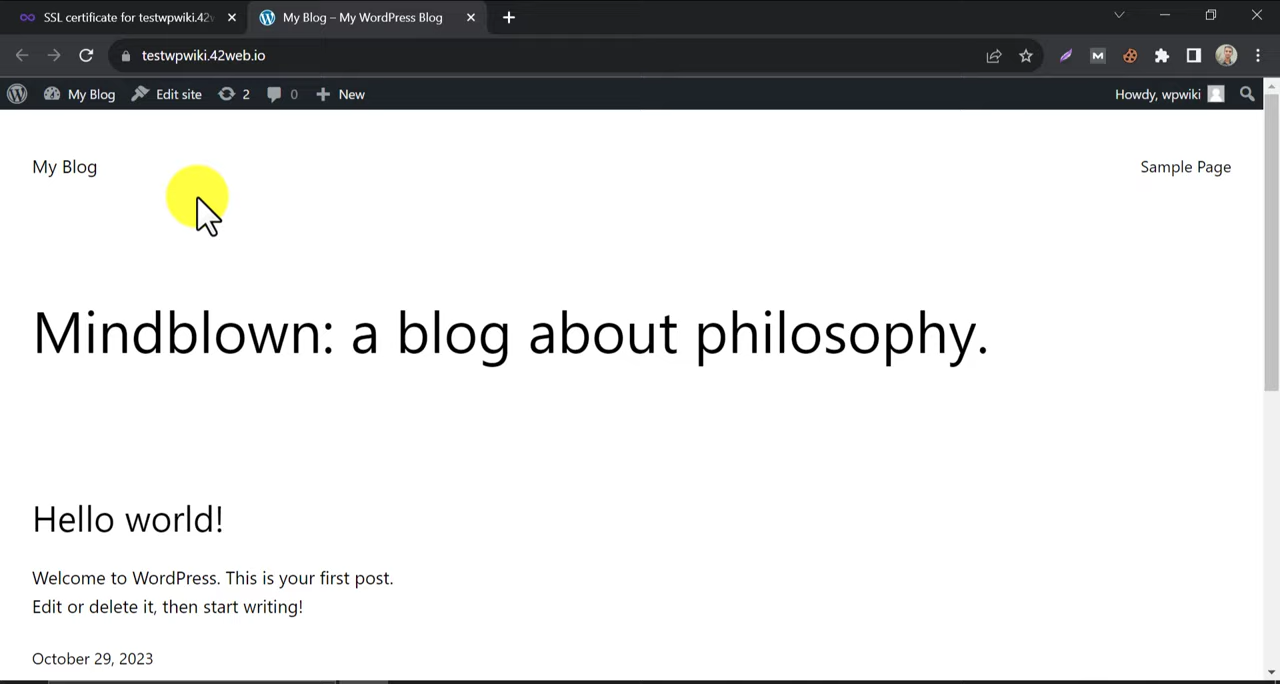 SSL certificate for testwpwiki.42w
My Blog – My WordPress Blog
testwpwiki.42web.io
M
My Blog
Edit site
2
0
New
Howdy, wpwiki
My Blog
Sample Page
Mindblown: a blog about philosophy.
Hello world!
Welcome to WordPress. This is your first post.
Edit or delete it, then start writing!
October 29, 2023